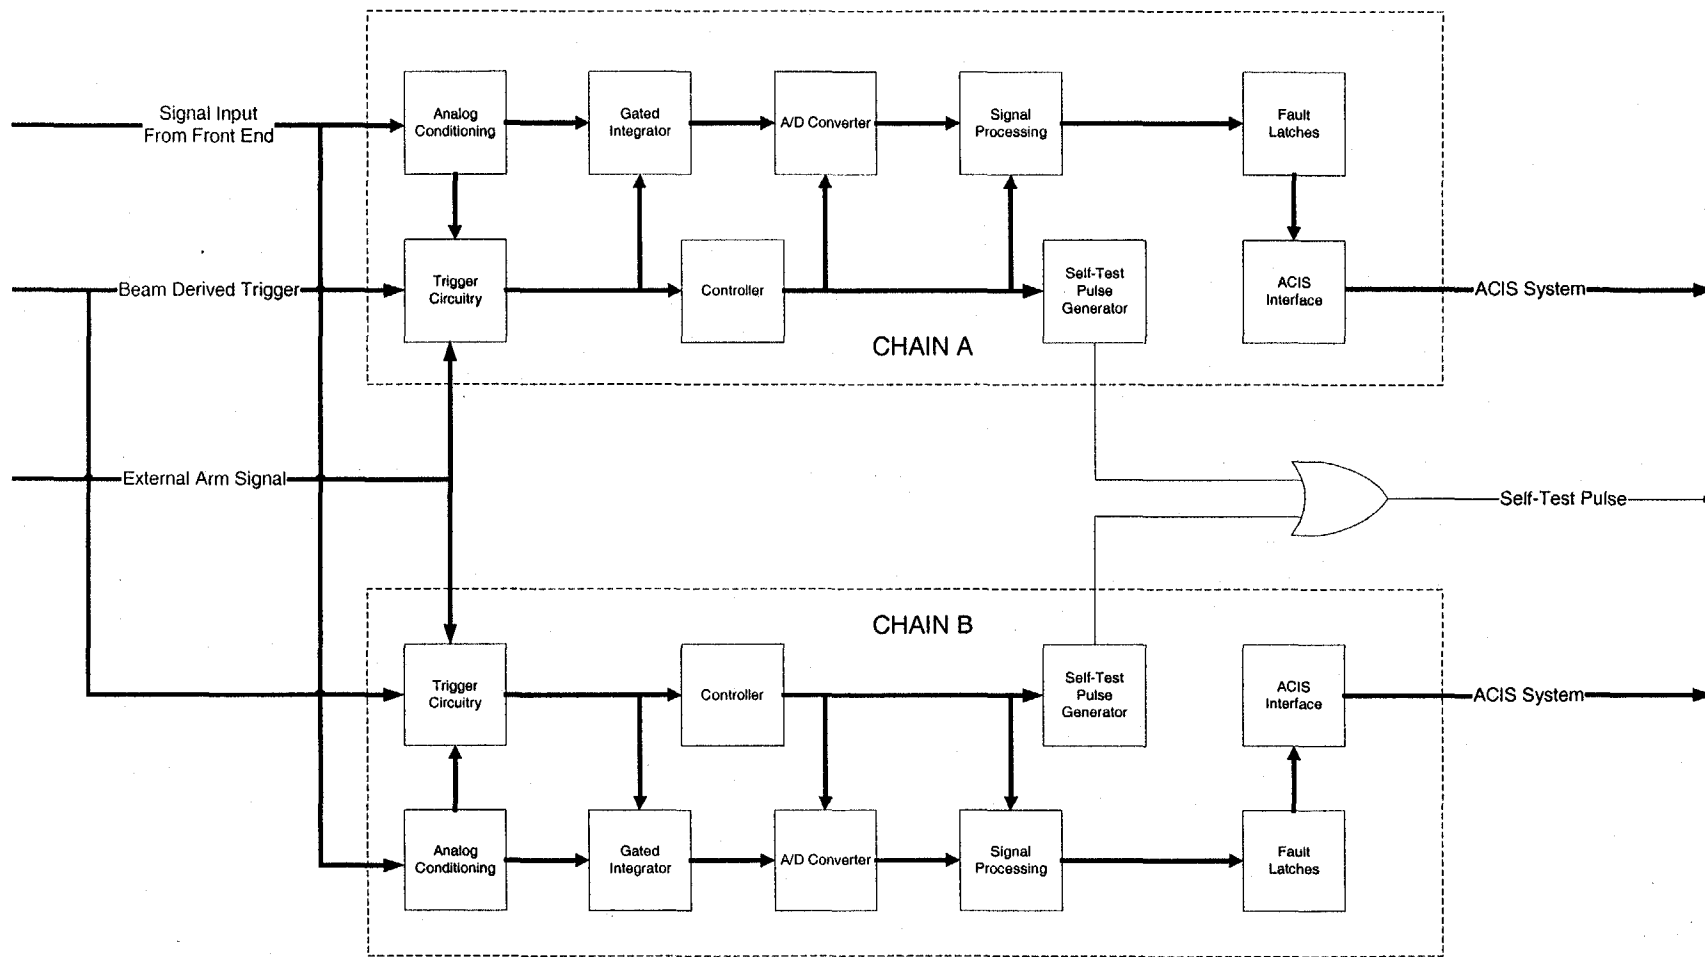 Signal Input
From Front End
Analog
Conditioning
Gated
Integrator
A/D Converter
Signal
Processing
Fault
Latches
Beam Derived Trigger
Trigger
Circuitry
Controller
Self-Test
Pulse
Generator
ACIS
Interface
ACIS System
CHAIN A
External Arm Signal
Self-Test Pulse
CHAIN B
Trigger
Circuitry
Controller
Self-Test
Pulse
Generator
ACIS
Interface
ACIS System
Analog
Conditioning
Gated
Integrator
A/D Converter
Signal
Processing
Fault
Latches